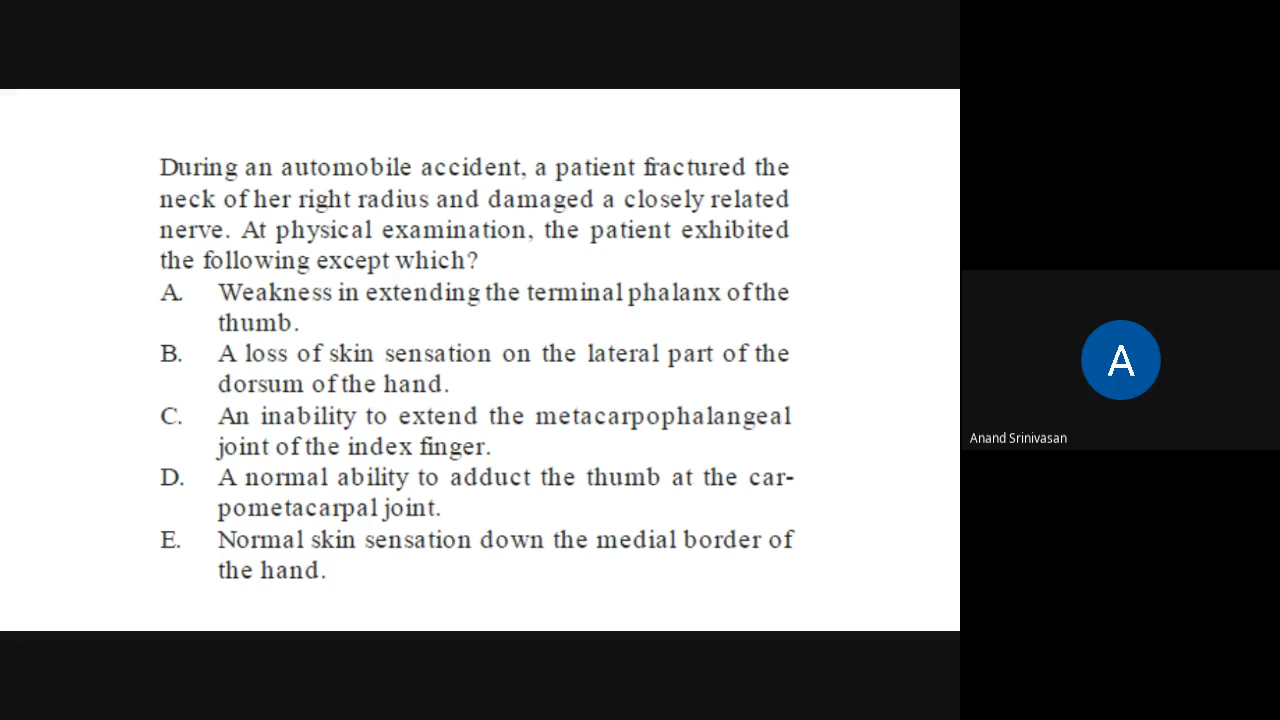 During an automobile accident, a patient fractured the
neck of her right radius and damaged a closely related
nerve. At physical examination, the patient exhibited
the following except which?
A. Weakness in extending the terminal phalanx of the
thumb.
B. A loss of skin sensation on the lateral part of the
dorsum of the hand.
C. An inability to extend the metacarpophalangeal
joint of the index finger.
D. A normal ability to adduct the thumb at the car-
pometacarpal joint.
E. Normal skin sensation down the medial border of
the hand.
A
Anand Srinivasan